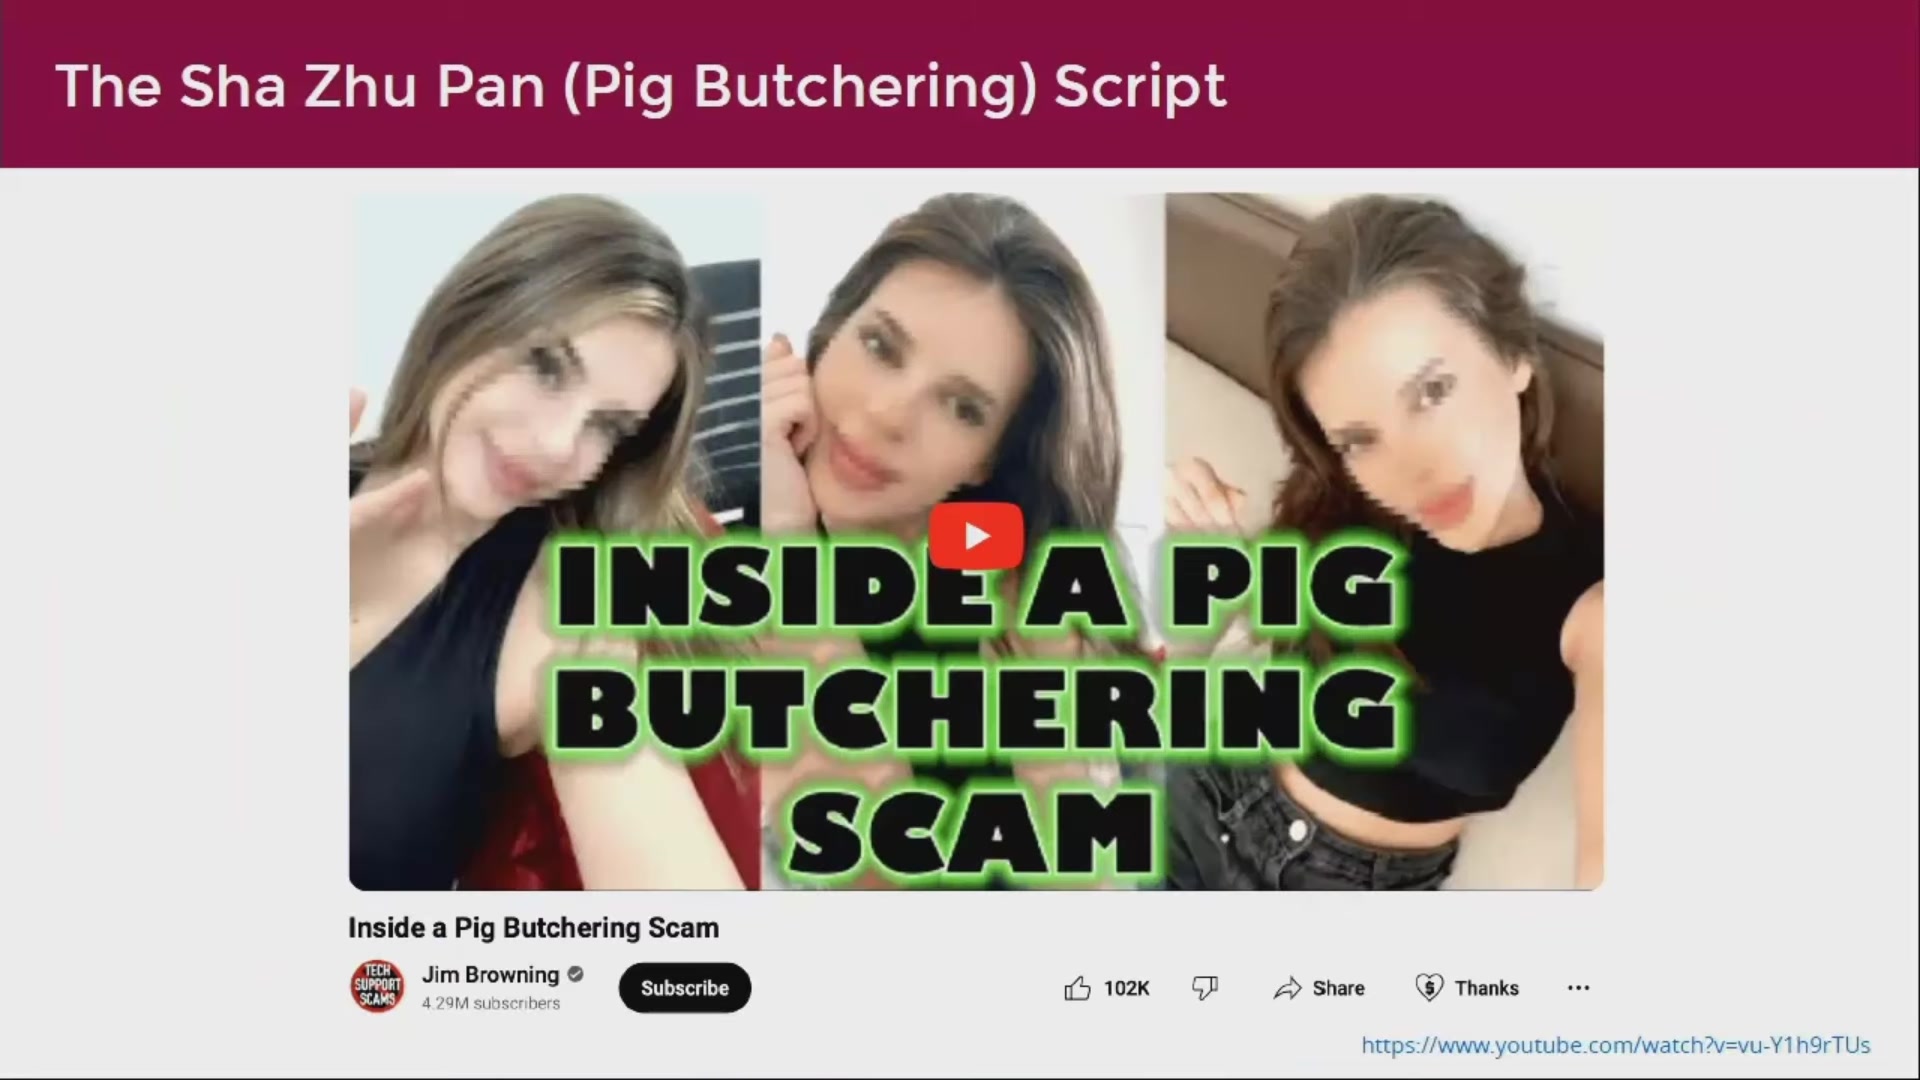 The Sha Zhu Pan (Pig Butchering) Script
INSIDE A PIG
BUTCHERING
SCAM
Inside a Pig Butchering Scam
TECH
SUPPORT
SCAMS
Jim Browning
4.29M subscribers
Subscribe
102K
Share
Thanks
https://www.youtube.com/watch?v=vu-Y1h9rTUs